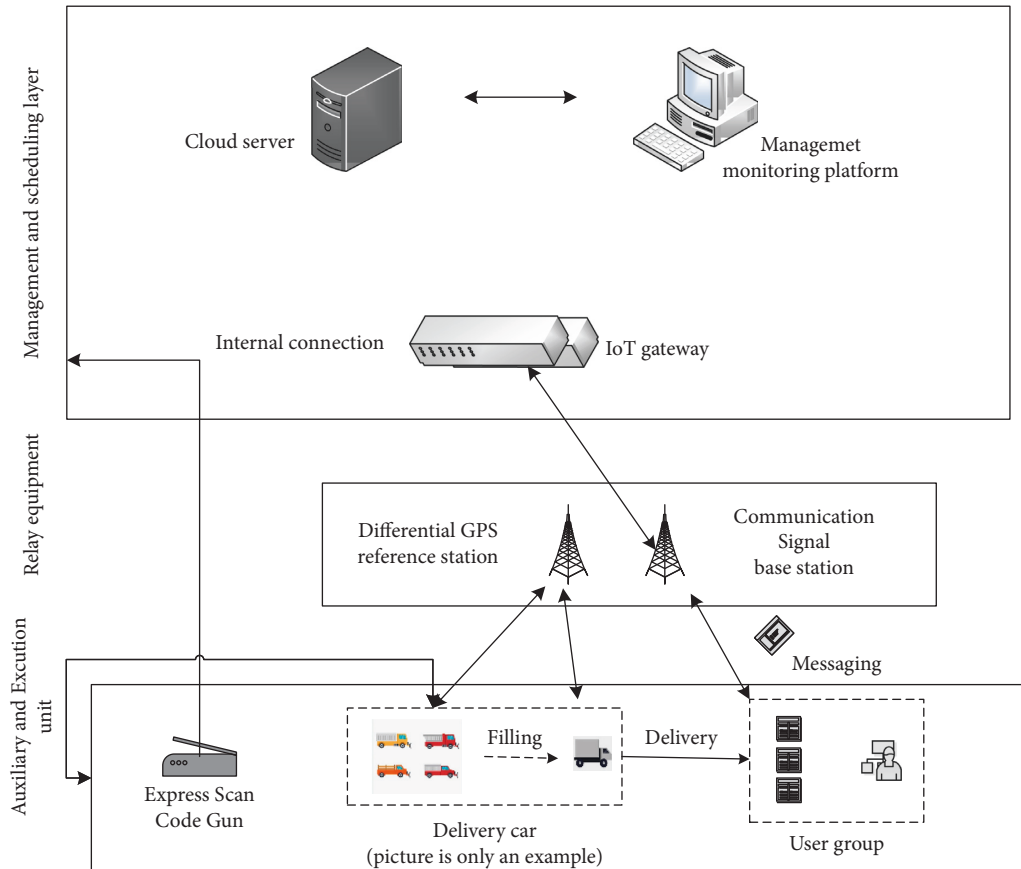 Management and scheduling layer
Cloud server
Managemet
monitoring platform
Internal connection
IoT gateway
Relay equipment
Differential GPS
reference station
Communication
Signal
base station
Messaging
Auxiliary and Excution
unit
Express Scan
Code Gun
Filling
Delivery
Delivery car
(picture is only an example)
User group